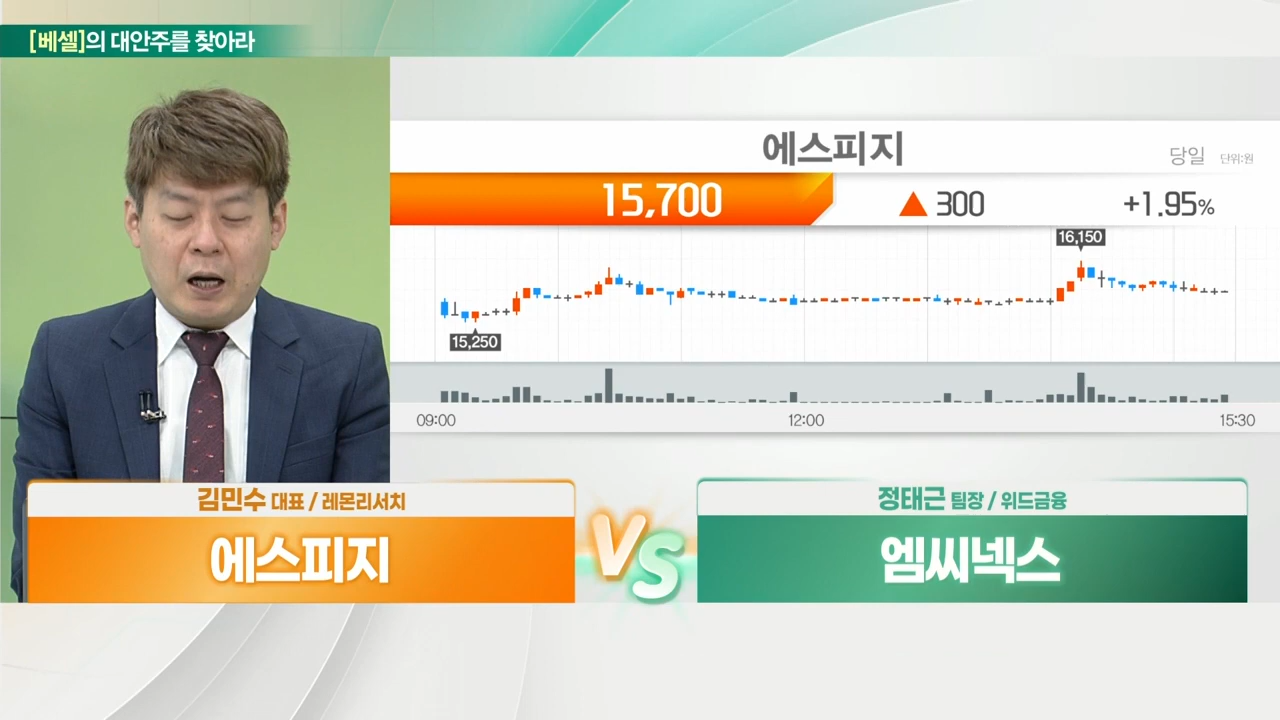 [베셀]의 대안주를 찾아라
에스피지
당일 단위:원
15,700 ▲ 300 +1.95%
16,150
15,250
09:00 12:00 15:30
김민수 대표 / 레몬리서치
에스피지
VS
정태근 팀장 / 위드금융
엠씨넥스